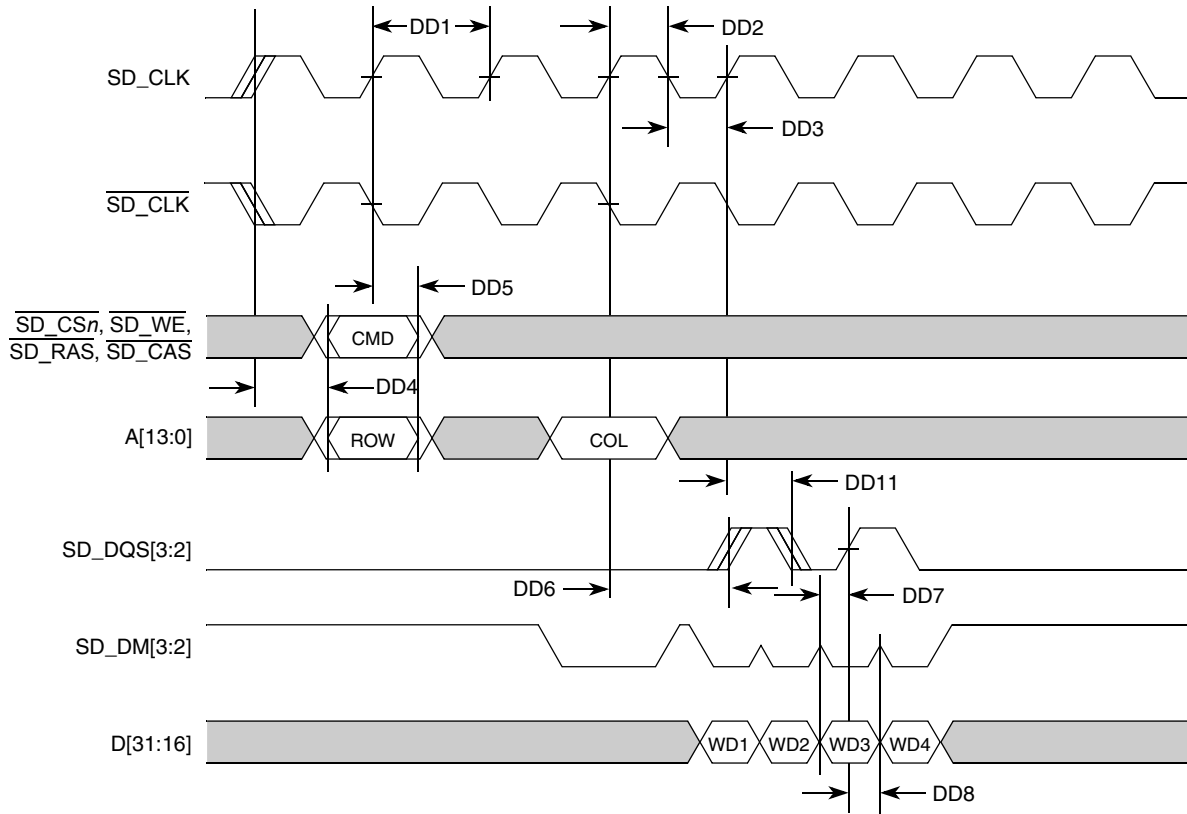 DD1
DD2
SD_CLK
DD3
SD_CLK
DD5
SD_CSn, SD_WE,
SD_RAS, SD_CAS
CMD
DD4
A[13:0]
ROW
COL
DD11
SD_DQS[3:2]
DD6
DD7
SD_DM[3:2]
D[31:16]
WD1
WD2
WD3
WD4
DD8